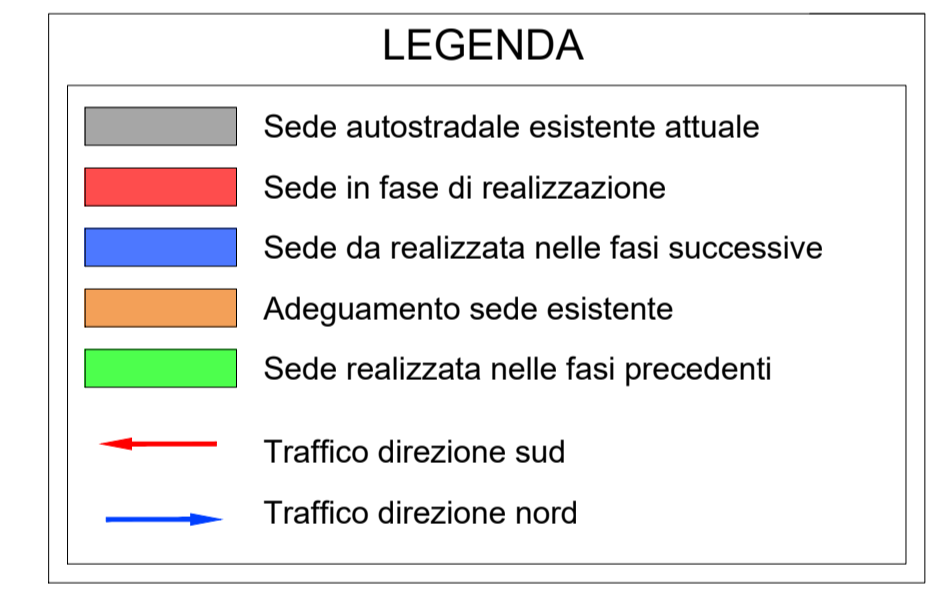 LEGENDA
Sede autostradale esistente attuale
Sede in fase di realizzazione
Sede da realizzata nelle fasi successive
Adeguamento sede esistente
Sede realizzata nelle fasi precedenti
Traffico direzione sud
Traffico direzione nord